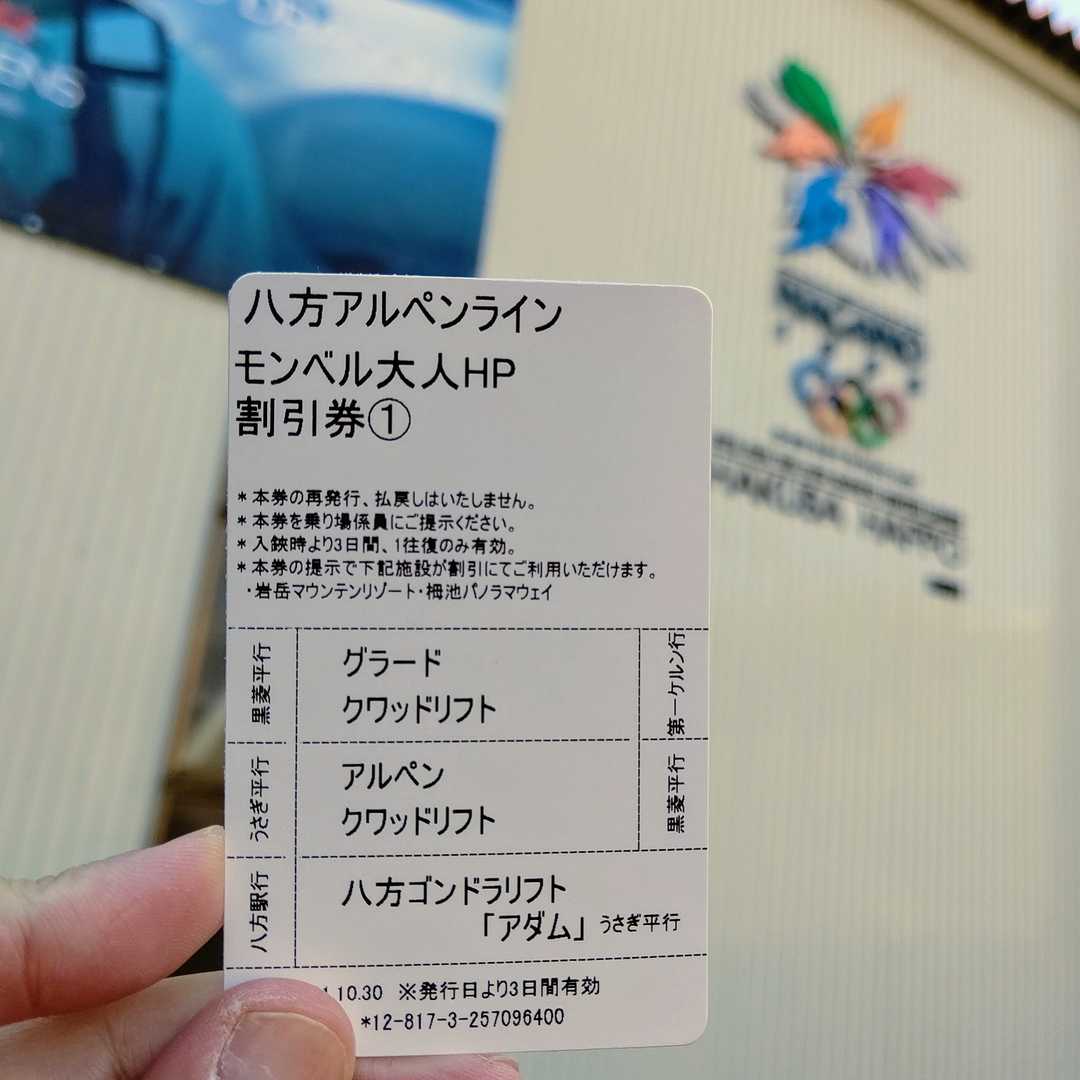 ENS
八方アルペンライン
モンベル大人HP
割引券①
*本券の再発行、払戻しはいたしません。
*本券を乗り場係員にご提示ください。
*入鋏時より3日間、1往復のみ有効。
*本券の提示で下記施設が割引にてご利用いただけます。
・岩岳マウンテンリゾート・栂池パノラマウェイ
黒菱平行
グラード
クワッドリフト
第一ケルン行
うさぎ平行
アルペン
クワッドリフト
黒菱平行
八方駅行
八方ゴンドラリフト
「アダム」 うさぎ平行
.10.30 ※発行日より3日間有効
*12-817-3-257096400